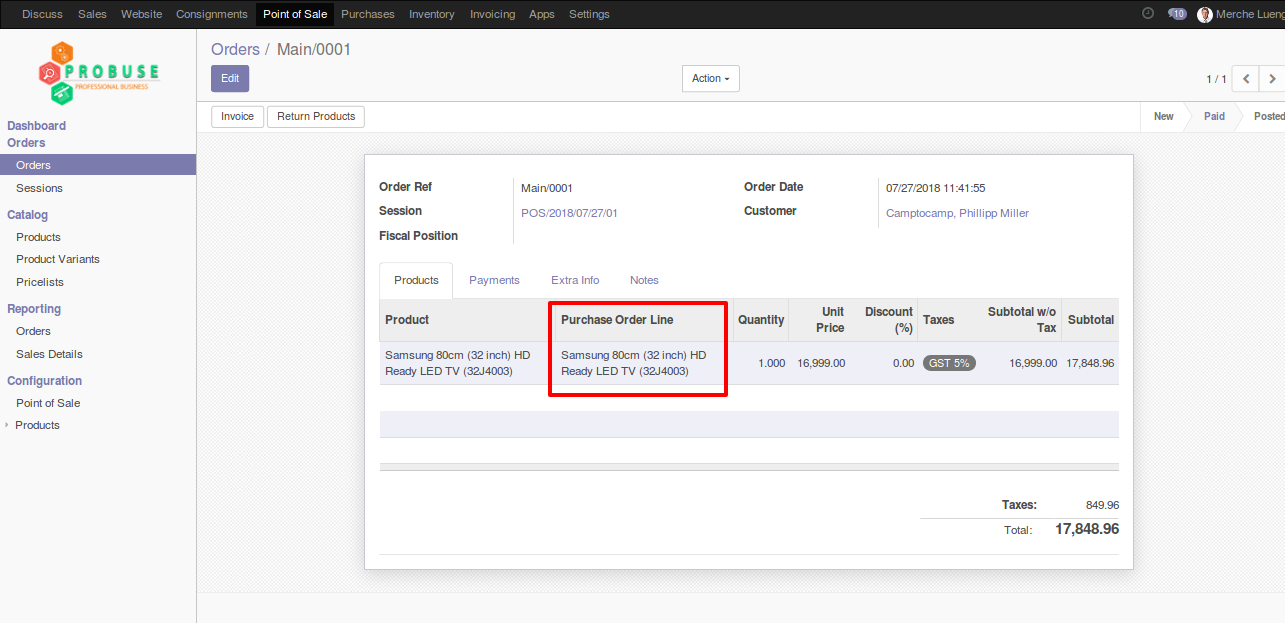 Discuss Sales Website Consignments Point of Sale Purchases Inventory Invoicing Apps Settings 10 Merche Lueng
PROBUSE
PROFESSIONAL BUSINESS
Dashboard
Orders
Orders
Sessions
Catalog
Products
Product Variants
Pricelists
Reporting
Orders
Sales Details
Configuration
Point of Sale
Products
Orders / Main/0001
Edit
Action
1 / 1
Invoice Return Products
New Paid Posted
Order Ref Main/0001 Order Date 07/27/2018 11:41:55
Session POS/2018/07/27/01 Customer Camptocamp, Phillipp Miller
Fiscal Position
Products Payments Extra Info Notes
Product Purchase Order Line Quantity Unit Price Discount (%) Taxes Subtotal w/o Tax Subtotal
Samsung 80cm (32 inch) HD Samsung 80cm (32 inch) HD 1.000 16,999.00 0.00 GST 5% 16,999.00 17,848.96
Ready LED TV (32J4003) Ready LED TV (32J4003)
Taxes: 849.96
Total: 17,848.96